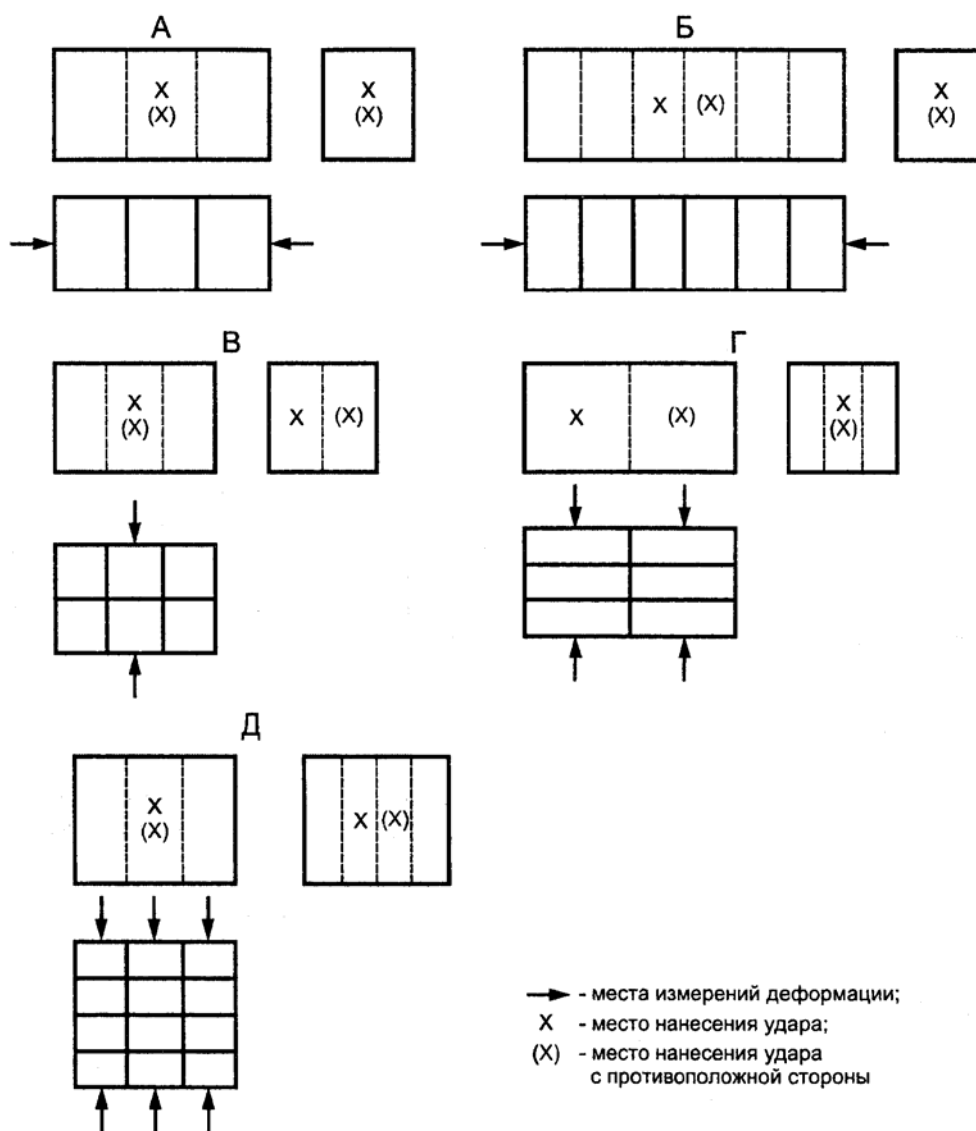 А
Б
X
(X)
X
(X)
X
(X)
X
(X)
В
Г
X
(X)
X
(X)
X
(X)
X
(X)
Д
X
(X)
X
(X)
- места измерений деформации;
X - место нанесения удара;
(X) - место нанесения удара
с противоположной стороны